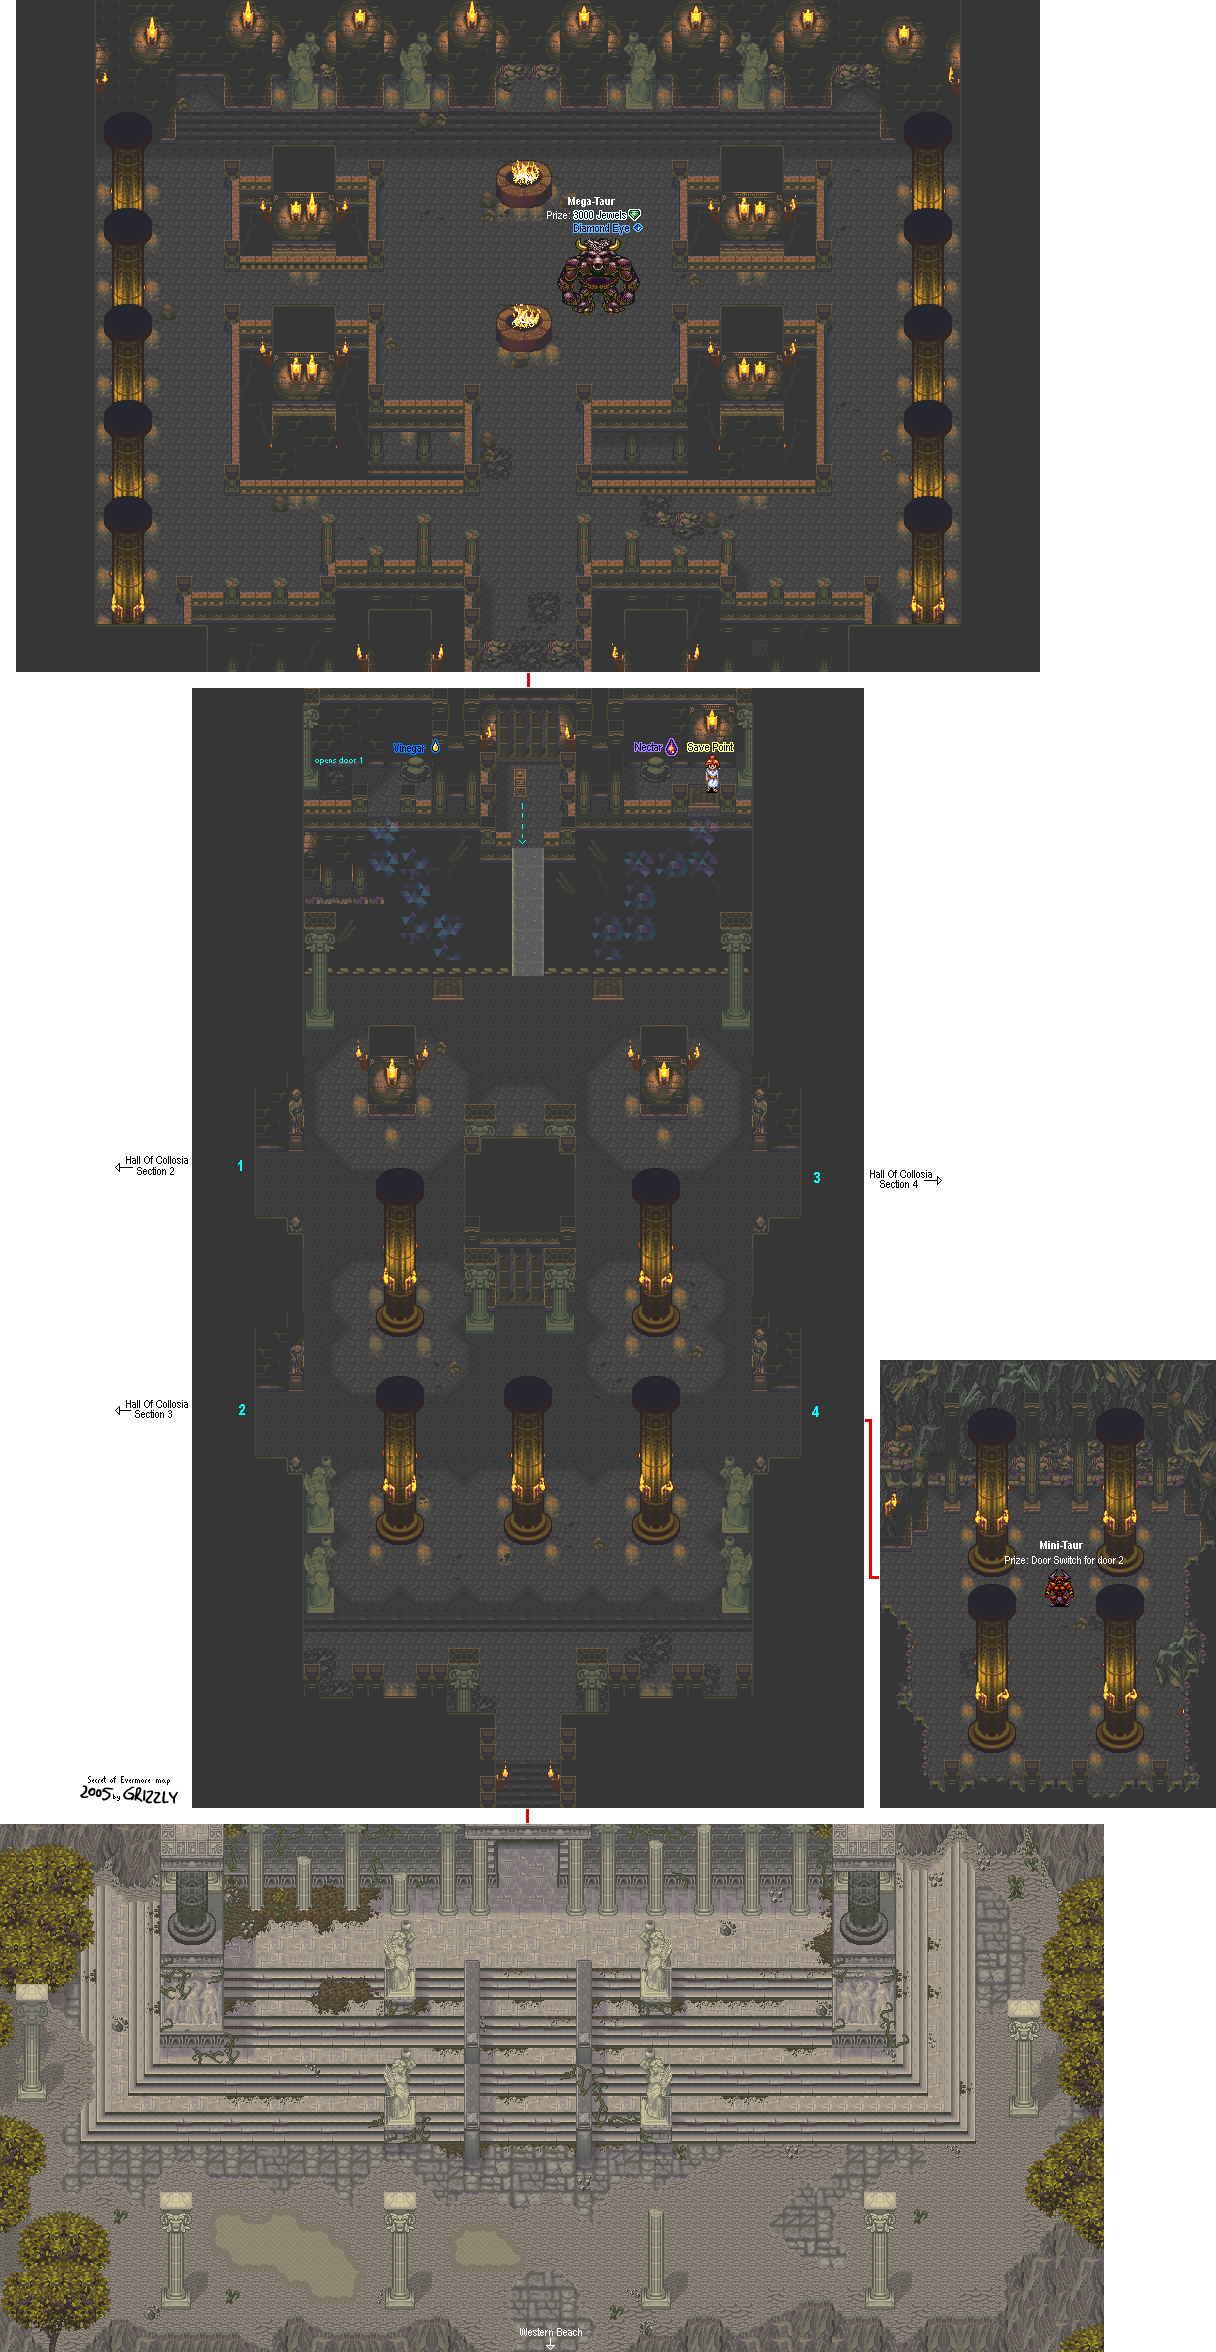 Mega-Taur
Prize: 3000 Jewels
Diamond Eye
Vinegar
opens door 1
Nectar
Save Point
Hall Of Collosia
Section 2
1
3
Hall Of Collosia
Section 4
Hall Of Collosia
Section 3
2
4
Mini-Taur
Prize: Door Switch for door 2
Secret of Evermore map
2005 by GRIZZLY
Western Beach